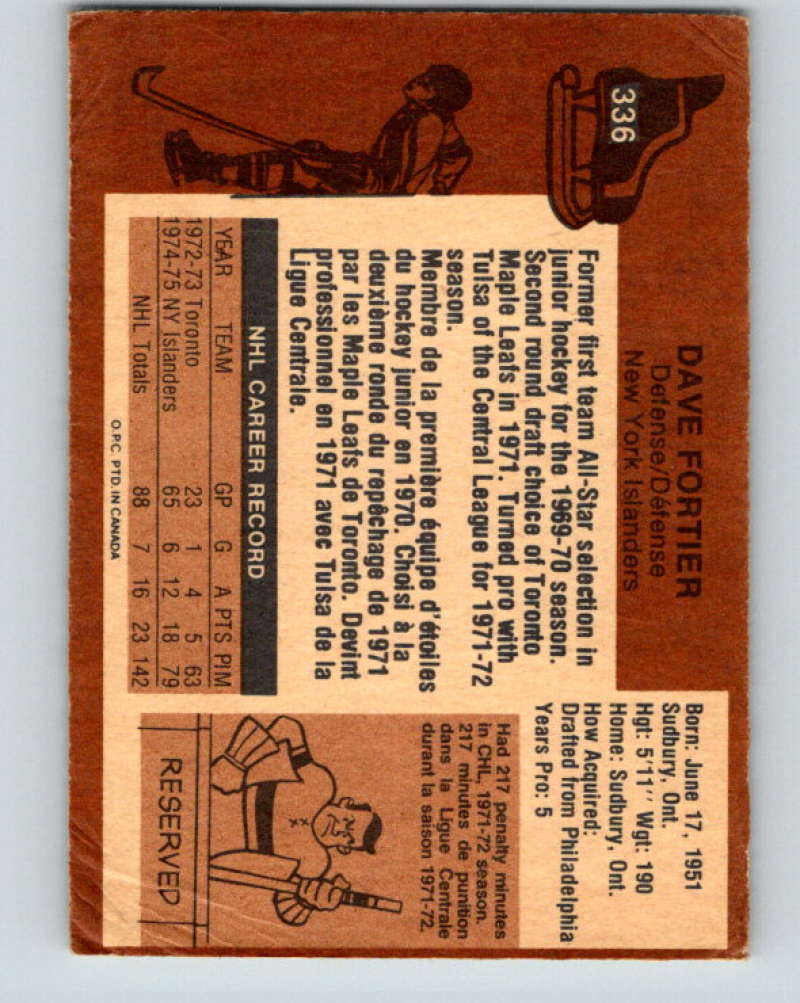 336
DAVE FORTIER
Defense/Défense
New York Islanders
Former first team All-Star selection in
junior hockey for the 1969-70 season.
Second round draft choice of Toronto
Maple Leafs in 1971. Turned pro with
Tulsa of the Central League for 1971-72
season.
Membre de la première équipe d'étoiles
du hockey junior en 1970. Choisi à la
deuxième ronde du repêchage de 1971
par les Maple Leafs de Toronto. Devint
professionnel en 1971 avec Tulsa de la
Ligue Centrale.
NHL CAREER RECORD
YEAR TEAM GP G A PTS PIM
1972-73 Toronto 23 1 4 5 63
1974-75 NY Islanders 65 6 12 18 79
NHL Totals 88 7 16 23 142
O.P.C. PTD. IN CANADA
Born: June 17, 1951
Sudbury, Ont.
Hgt: 5'11'' Wgt: 190
Home: Sudbury, Ont.
How Acquired:
Drafted from Philadelphia
Years Pro: 5
Had 217 penalty minutes
in CHL, 1971-72 season.
217 minutes de punition
dans la Ligue Centrale
durant la saison 1971-72.
RESERVED